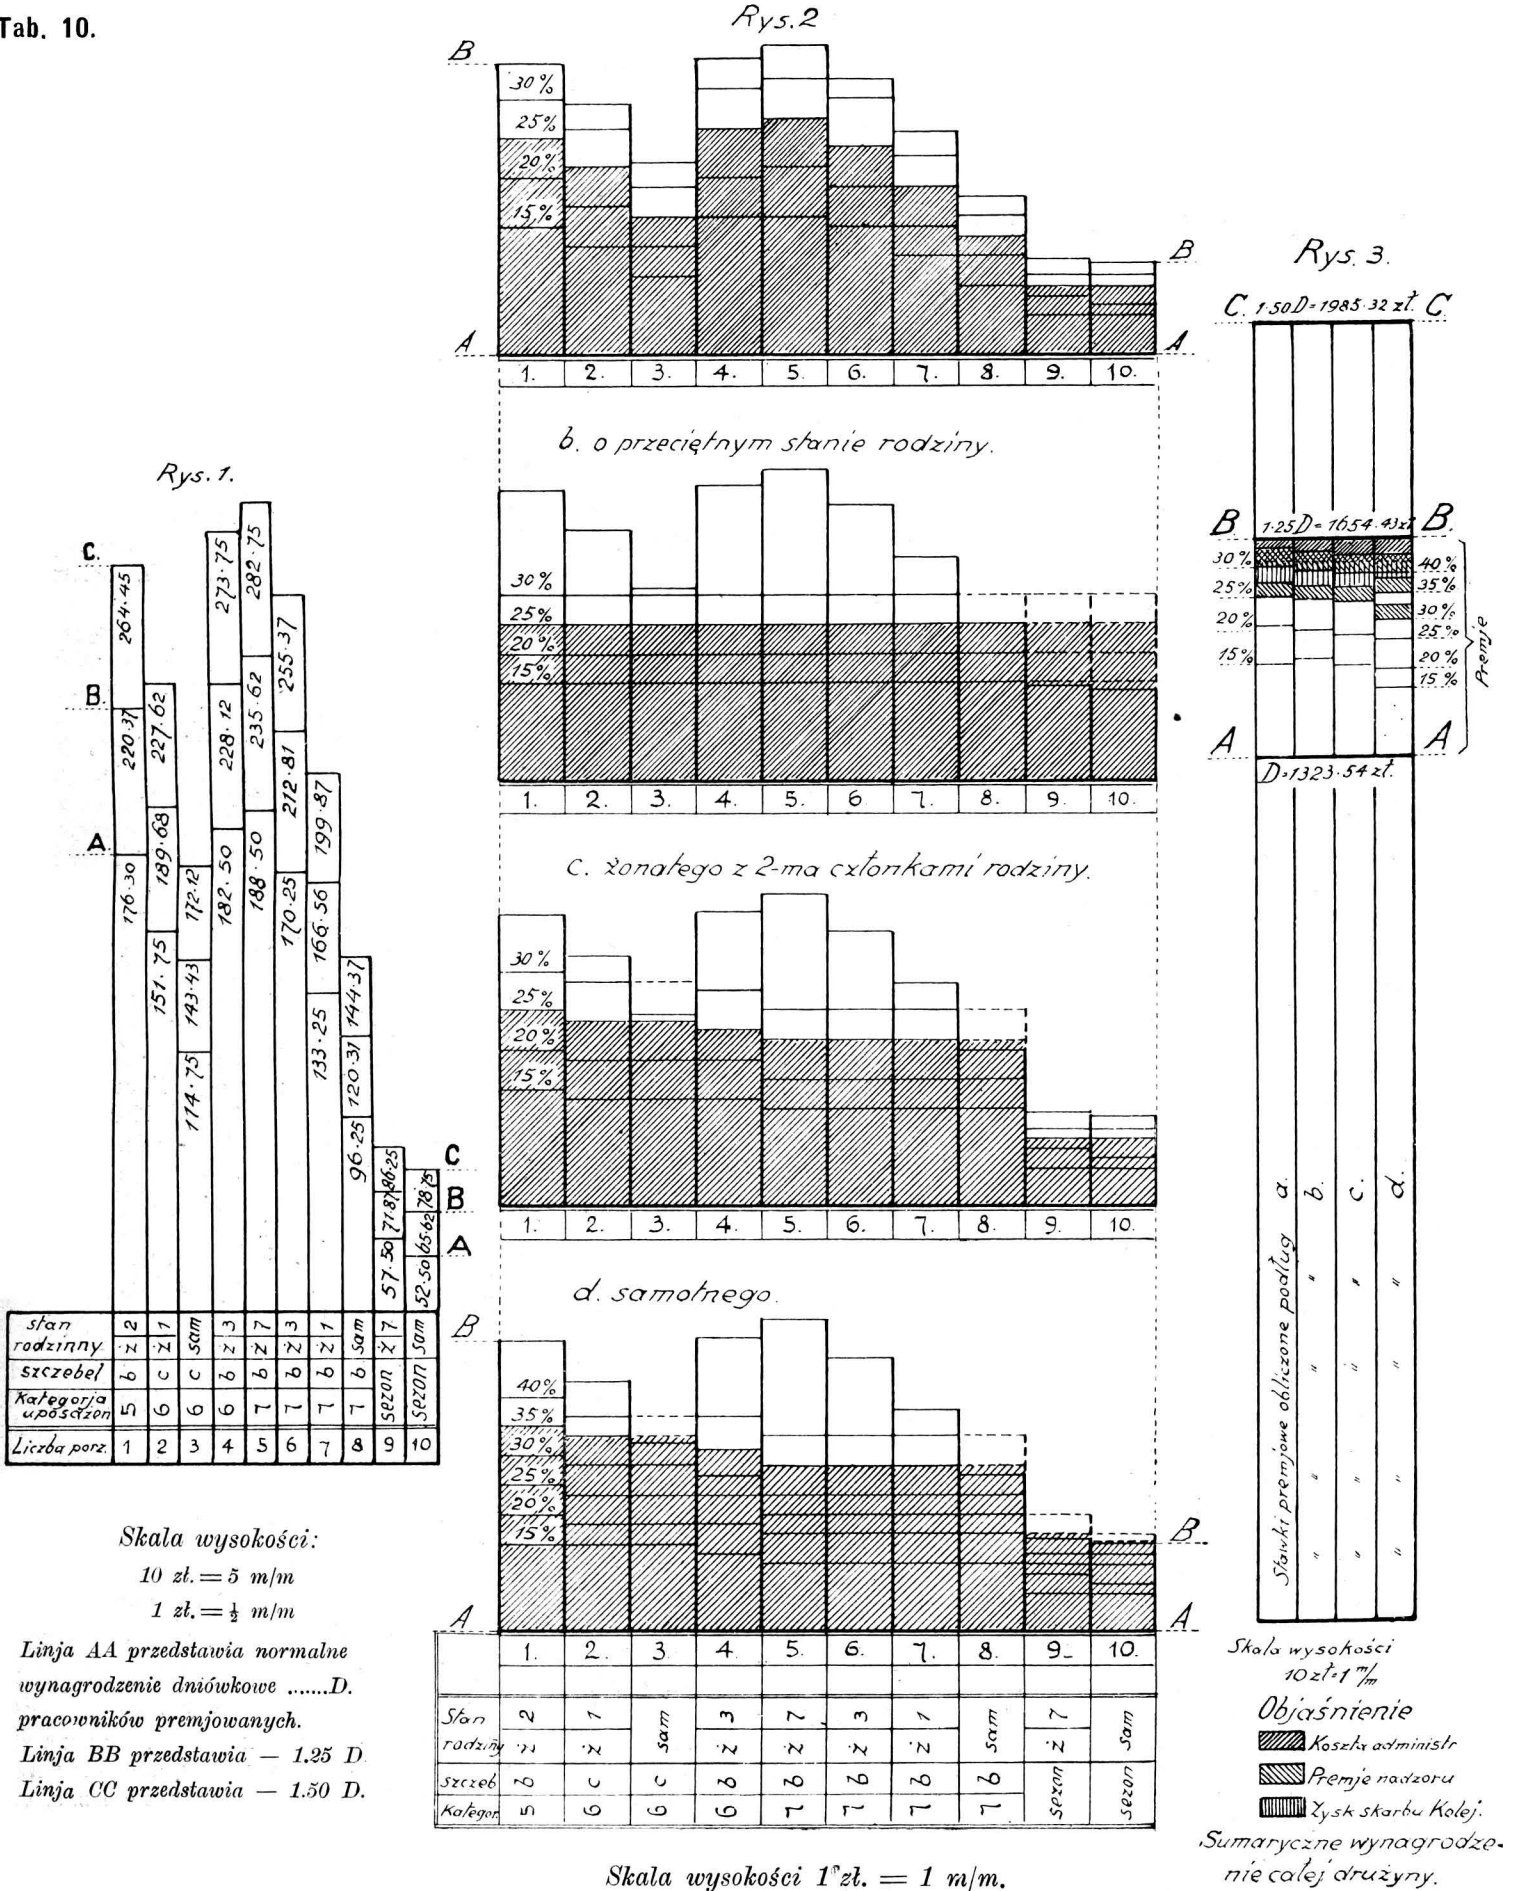 Tab. 10.
Rys. 2
B
30%
25%
20%
15%
B
A
A
1. 2. 3. 4. 5. 6. 7. 8. 9. 10.
b. o przeciętnym stanie rodziny.
30%
25%
20%
15%
1. 2. 3. 4. 5. 6. 7. 8. 9. 10.
c. żonatego z 2-ma członkami rodziny.
30%
25%
20%
15%
1. 2. 3. 4. 5. 6. 7. 8. 9. 10.
d. samotnego.
B
40%
35%
30%
25%
20%
15%
B
A
A
1. 2. 3. 4. 5. 6. 7. 8. 9. 10.
Stan rodziny
ż 2
ż 1
sam
ż 3
ż 7
ż 3
ż 1
sam
ż 7
sam
szczeb b c c b b b b b sezon sezon
Kategor. 5 6 6 6 7 7 7 7
Skala wysokości 1 zł. = 1 m/m.
Rys. 1.
C.
B.
A.
264.45
220.37
176.30
227.62
189.68
151.75
172.12
143.43
114.75
273.75
228.12
182.50
282.75
235.62
188.50
255.37
212.81
170.25
199.87
166.56
133.25
144.37
120.31
96.25
86.25
71.87
57.50
78.75
65.62
52.50
C
B
A
stan rodzinny
ż 2
ż 1
sam
ż 3
ż 7
ż 3
ż 1
sam
ż 7
sam
szczebel b c c b b b b b sezon sezon
Kategorja uposażen 5 6 6 6 7 7 7 7
Liczba porz. 1 2 3 4 5 6 7 8 9 10
Skala wysokości:
10 zł. = 5 m/m
1 zł. = ½ m/m
Linja AA przedstawia normalne
wynagrodzenie dniówkowe .......D.
pracowników premjowanych.
Linja BB przedstawia — 1.25 D
Linja CC przedstawia — 1.50 D.
Rys. 3.
C. 1.50 D = 1985.32 zł. C
B 1.25 D = 1654.43 zł B.
30%
25%
20%
15%
40%
35%
30%
25%
20%
15%
Premje
A A
D = 1323.54 zł.
Stawki premjowe obliczone podług a.
" " " " b.
" " " " c.
" " " " d.
Skala wysokości
10 zł = 1 m/m
Objaśnienie
Koszta administr
Premje nadzoru
Zysk skarbu Kolej.
Sumaryczne wynagrodze-
nie całej drużyny.